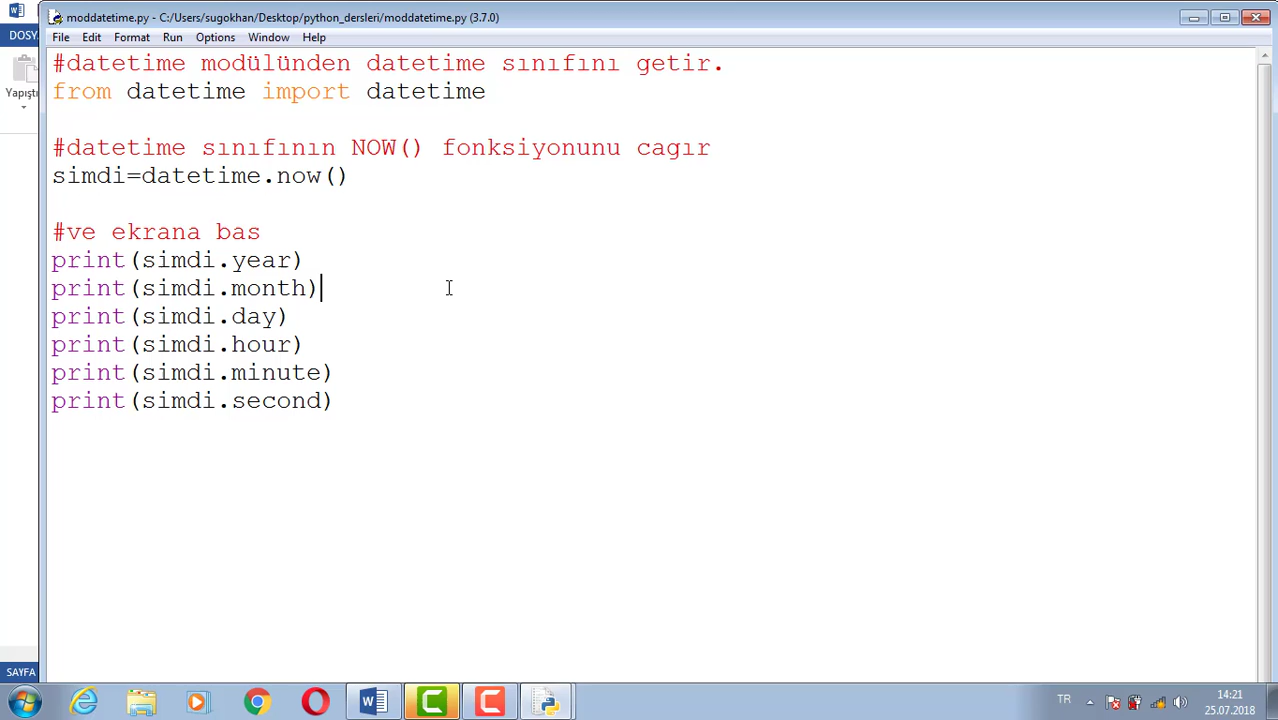 moddatetime.py - C:/Users/sugokhan/Desktop/python_dersleri/moddatetime.py (3.7.0)
DOSY
File Edit Format Run Options Window Help
Yapıştı
#datetime modülünden datetime sınıfını getir.
from datetime import datetime
#datetime sınıfının NOW() fonksiyonunu cagır
simdi=datetime.now()
#ve ekrana bas
print(simdi.year)
print(simdi.month)
print(simdi.day)
print(simdi.hour)
print(simdi.minute)
print(simdi.second)
SAYFA
TR
14:21
25.07.2018